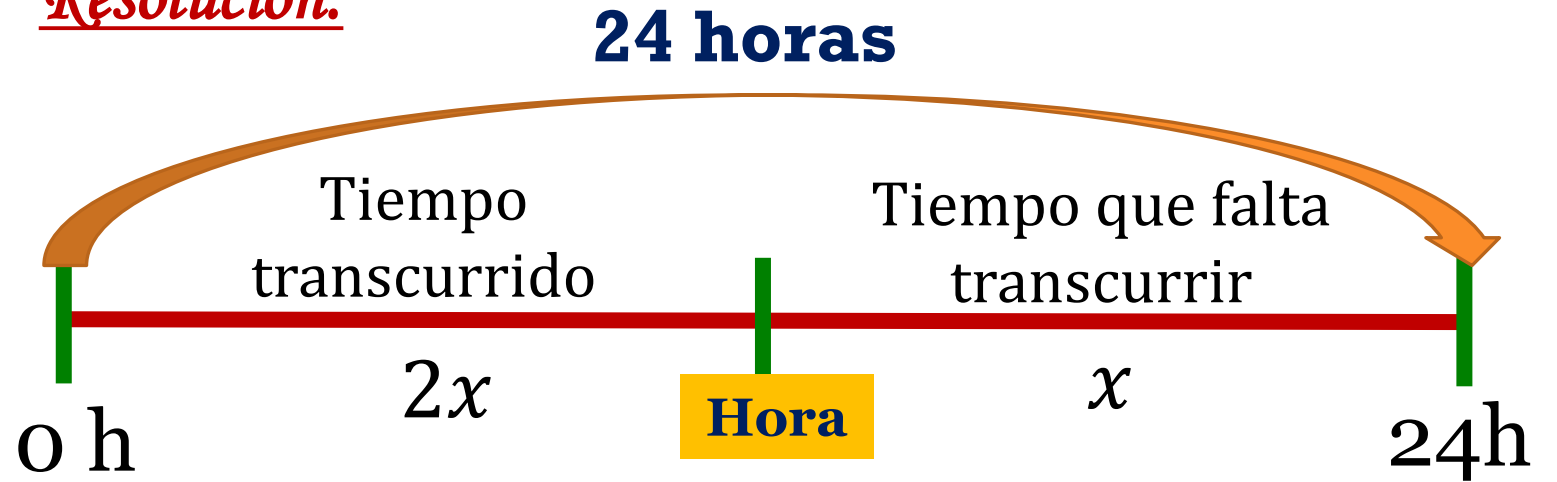 Resolución:
24 horas
Tiempo
transcurrido
Tiempo que falta
transcurrir
2x
x
Hora
0 h
24h